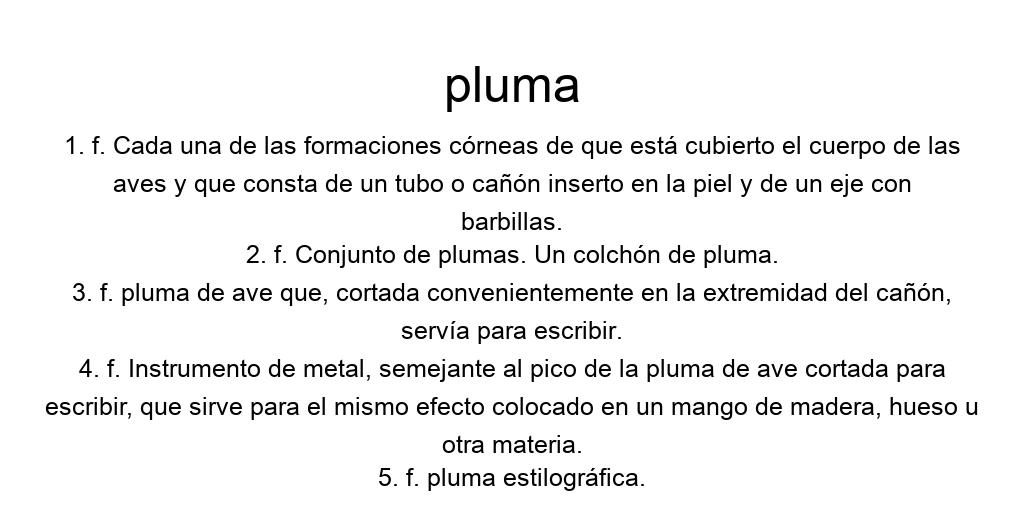 pluma
1. f. Cada una de las formaciones córneas de que está cubierto el cuerpo de las
aves y que consta de un tubo o cañón inserto en la piel y de un eje con
barbillas.
2. f. Conjunto de plumas. Un colchón de pluma.
3. f. pluma de ave que, cortada convenientemente en la extremidad del cañón,
servía para escribir.
4. f. Instrumento de metal, semejante al pico de la pluma de ave cortada para
escribir, que sirve para el mismo efecto colocado en un mango de madera, hueso u
otra materia.
5. f. pluma estilográfica.